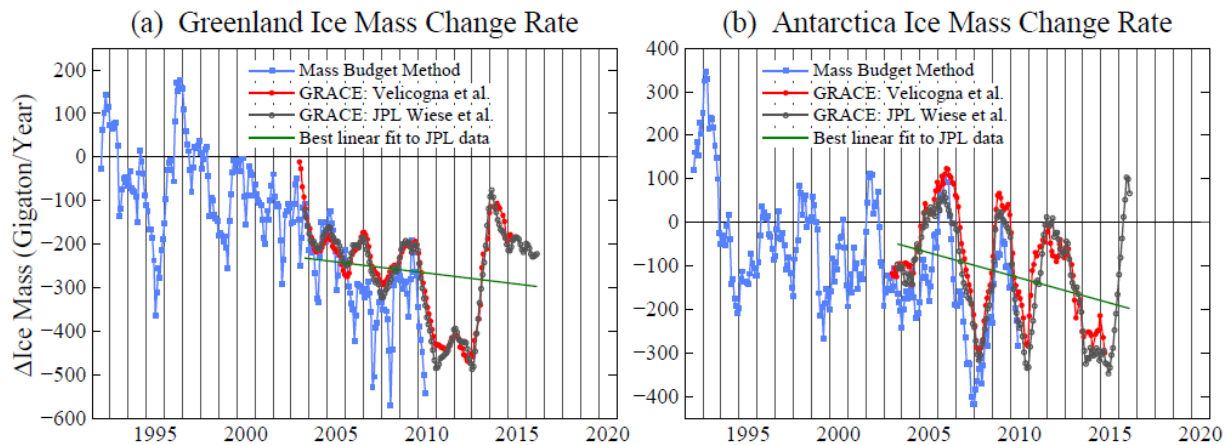 (a) Greenland Ice Mass Change Rate
(b) Antarctica Ice Mass Change Rate
ΔIce Mass (Gigaton/Year)
200
100
0
−100
−200
−300
−400
−500
−600
Mass Budget Method
GRACE: Velicogna et al.
GRACE: JPL Wiese et al.
Best linear fit to JPL data
1995
2000
2005
2010
2015
2020
400
300
200
100
0
−100
−200
−300
−400
Mass Budget Method
GRACE: Velicogna et al.
GRACE: JPL Wiese et al.
Best linear fit to JPL data
1995
2000
2005
2010
2015
2020